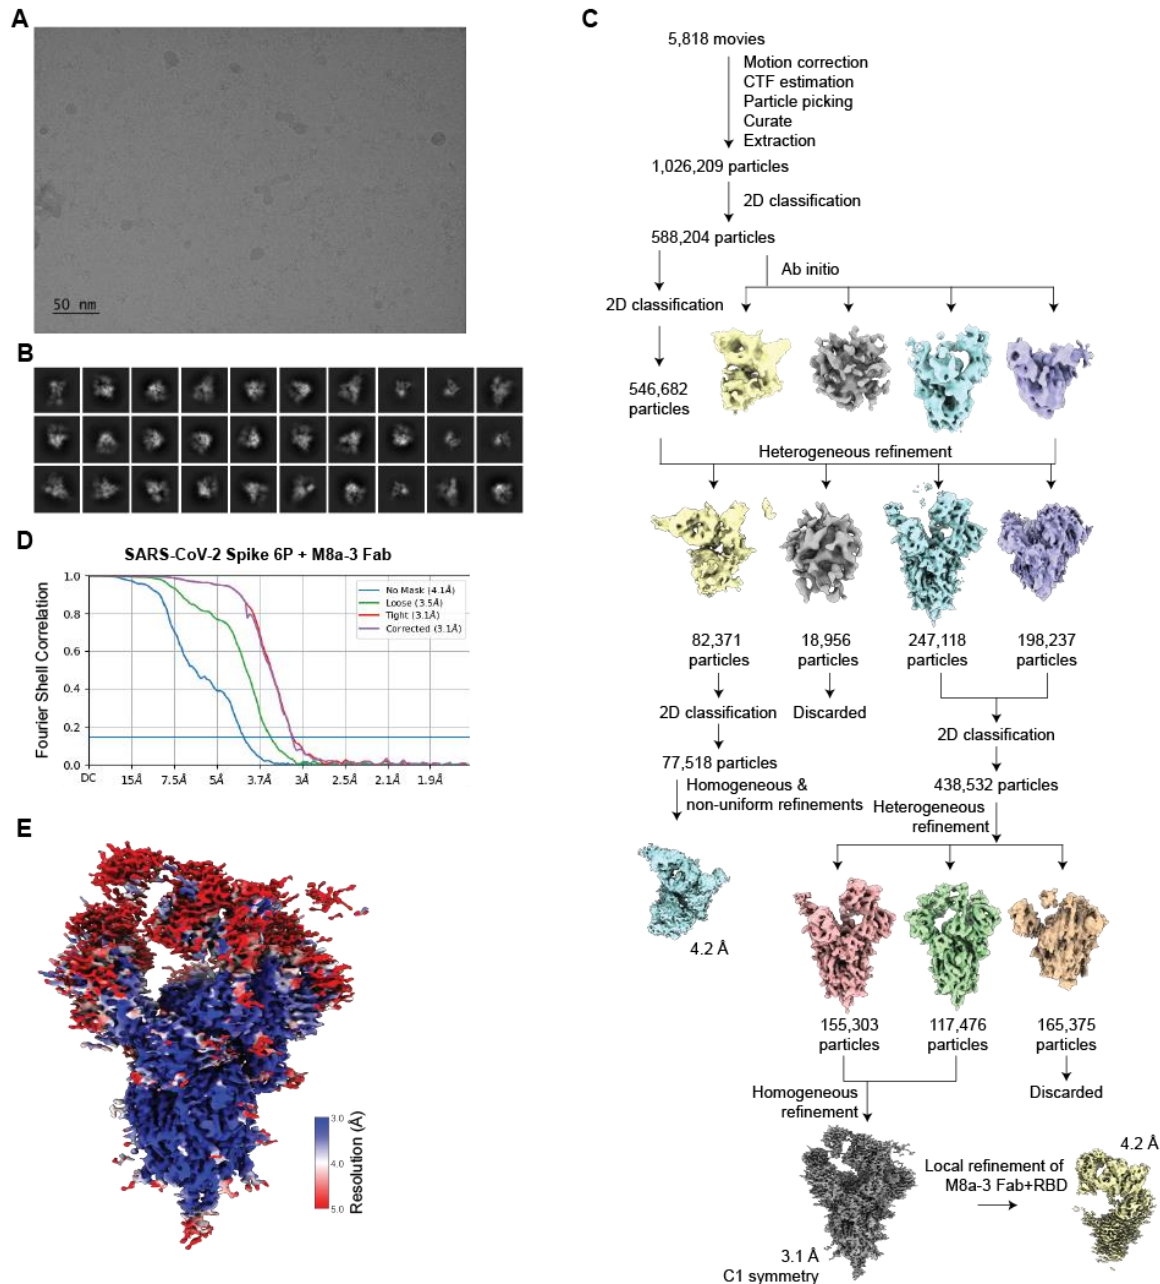 A
50 nm
B
D
SARS-CoV-2 Spike 6P + M8a-3 Fab
Fourier Shell Correlation
1.0
0.8
0.6
0.4
0.2
0.0
DC
15Å
7.5Å
5Å
3.7Å
3Å
2.5Å
2.1Å
1.9Å
No Mask (4.1Å)
Loose (3.5Å)
Tight (3.1Å)
Corrected (3.1Å)
E
3.0
4.0
5.0
Resolution (Å)
C
5,818 movies
Motion correction
CTF estimation
Particle picking
Curate
Extraction
1,026,209 particles
2D classification
588,204 particles
Ab initio
2D classification
546,682
particles
Heterogeneous refinement
82,371
particles
18,956
particles
247,118
particles
198,237
particles
2D classification
Discarded
2D classification
77,518 particles
438,532 particles
Homogeneous &
non-uniform refinements
Heterogeneous
refinement
4.2 Å
155,303
particles
117,476
particles
165,375
particles
Homogeneous
refinement
Discarded
3.1 Å
C1 symmetry
Local refinement of
M8a-3 Fab+RBD
4.2 Å